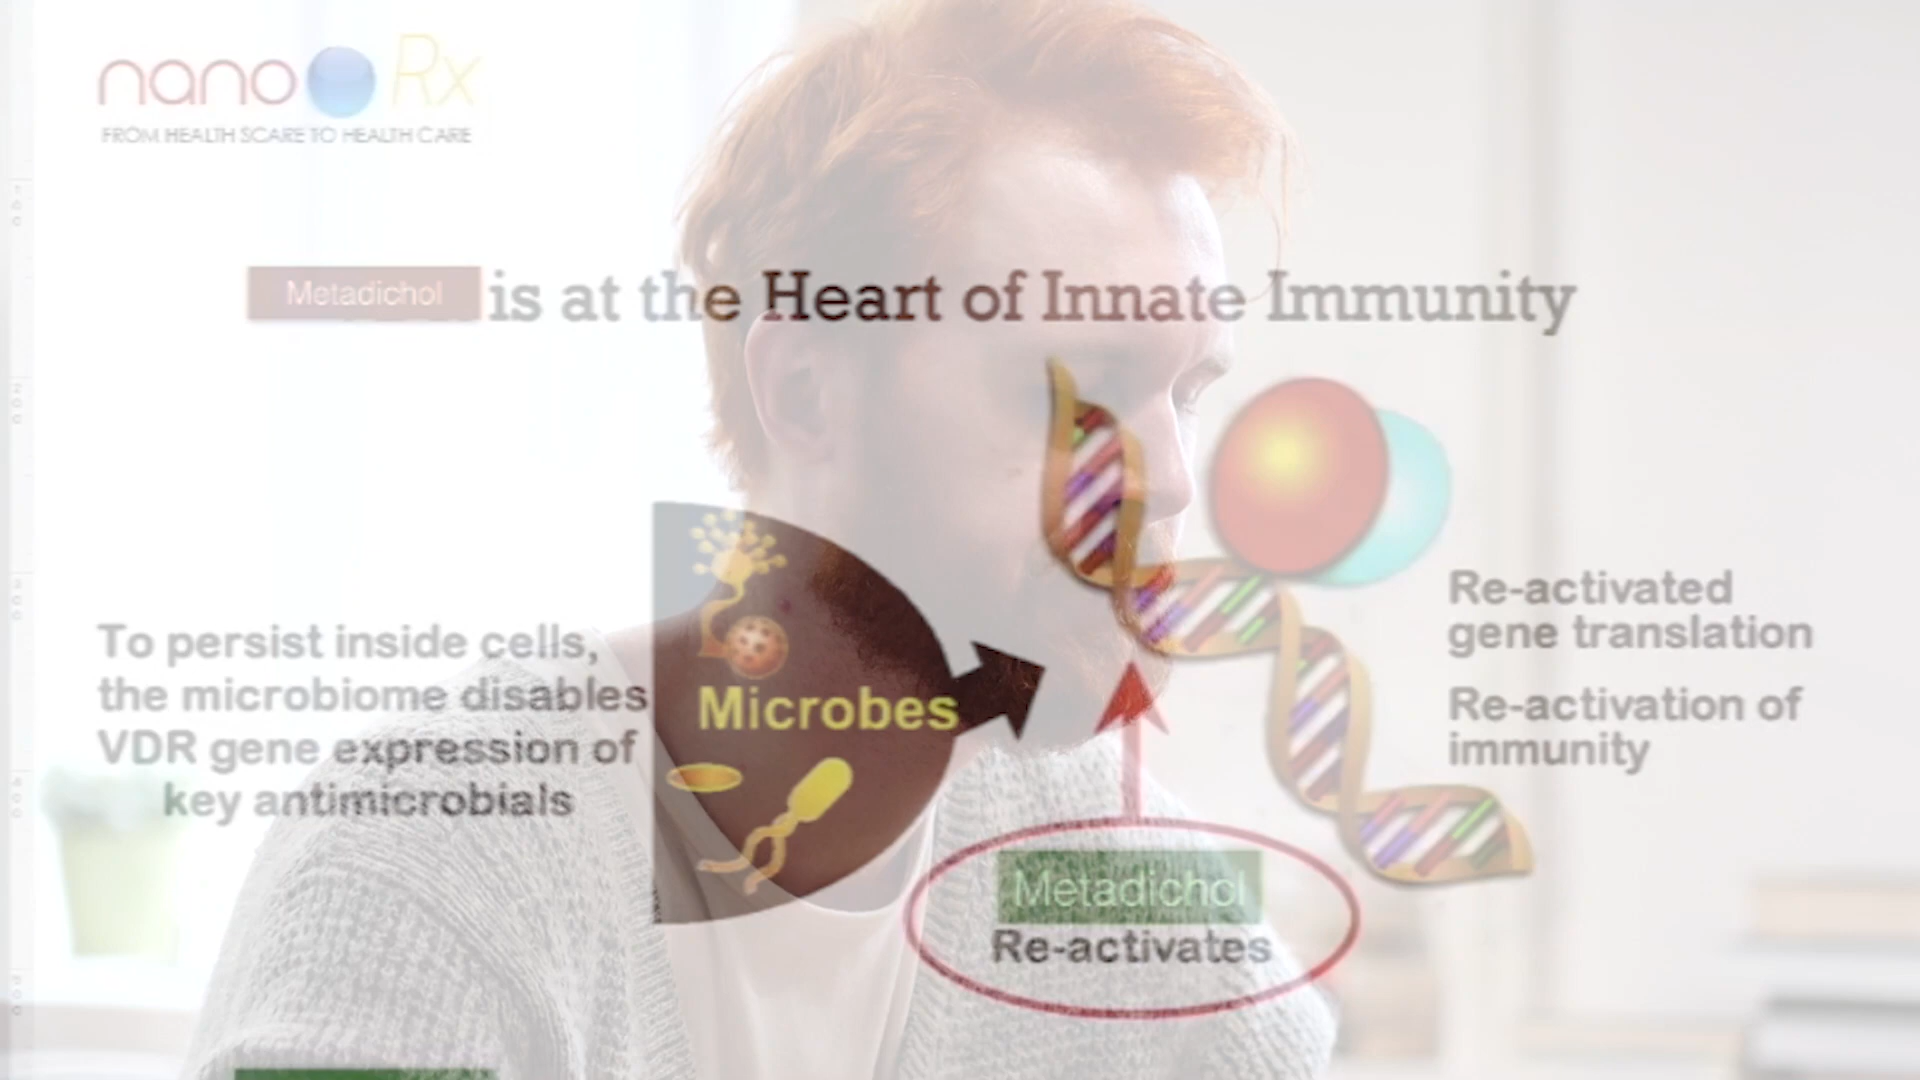 nano Rx
FROM HEALTH SCARE TO HEALTH CARE
Metadichol is at the Heart of Innate Immunity
To persist inside cells,
the microbiome disables
VDR gene expression of
key antimicrobials
Microbes
Re-activated
gene translation
Re-activation of
immunity
Metadichol
Re-activates